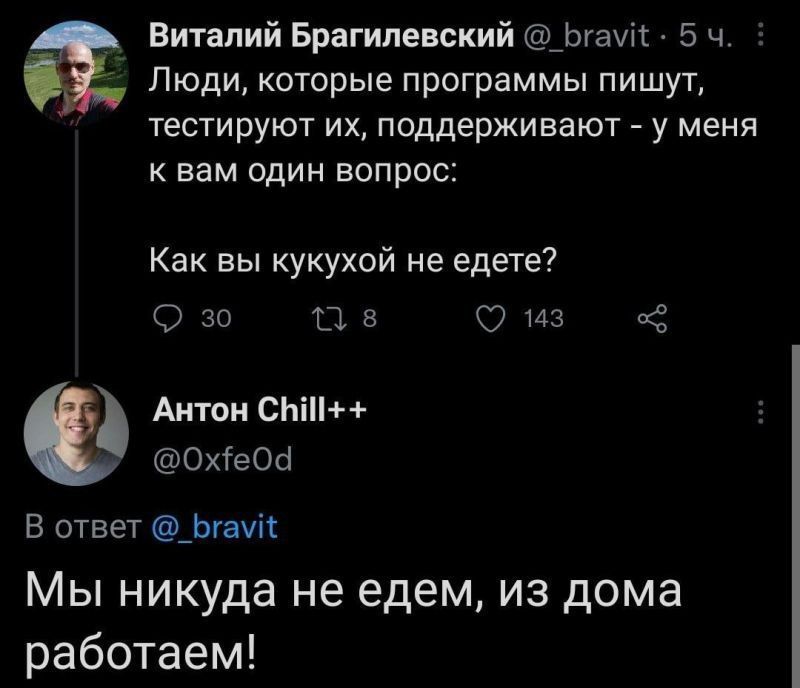 Виталий Брагилевский @_bravit · 5 ч.
Люди, которые программы пишут,
тестируют их, поддерживают - у меня
к вам один вопрос:
Как вы кукухой не едете?
30 8 143
Антон Chill++
@0xfe0d
В ответ @_bravit
Мы никуда не едем, из дома
работаем!